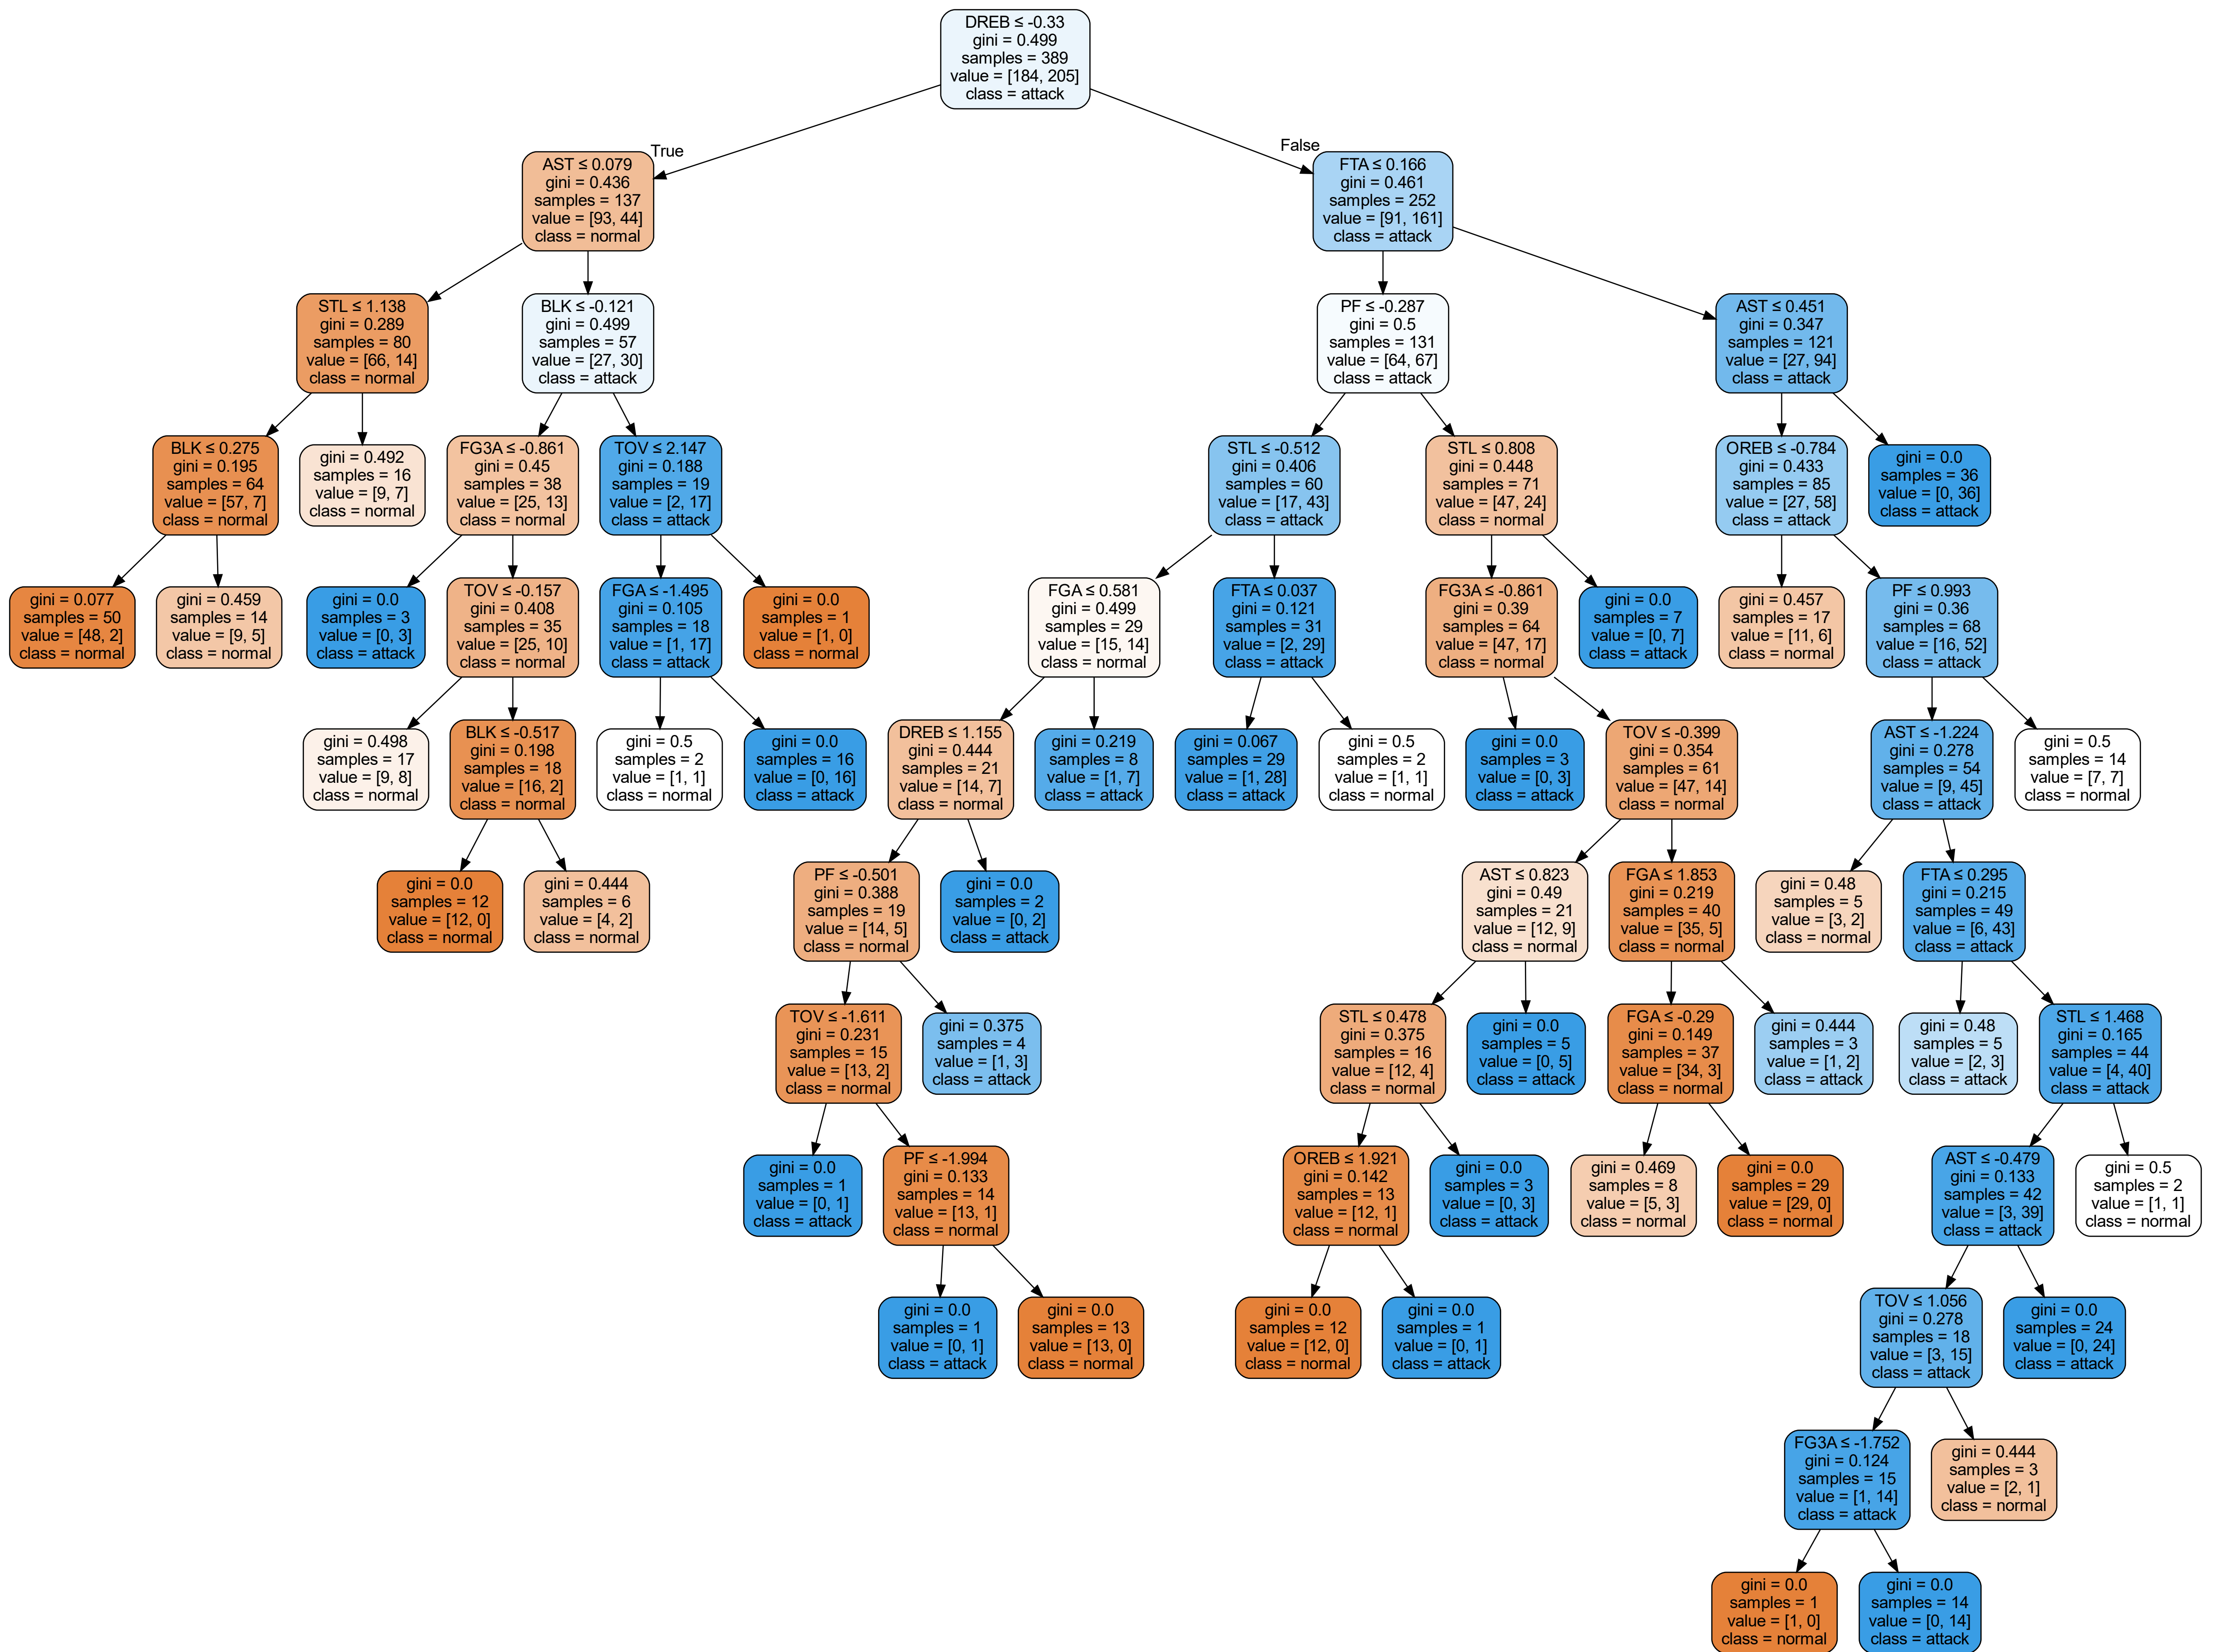 DREB ≤ -0.33
gini = 0.499
samples = 389
value = [184, 205]
class = attack
True
False
AST ≤ 0.079
gini = 0.436
samples = 137
value = [93, 44]
class = normal
FTA ≤ 0.166
gini = 0.461
samples = 252
value = [91, 161]
class = attack
STL ≤ 1.138
gini = 0.289
samples = 80
value = [66, 14]
class = normal
BLK ≤ -0.121
gini = 0.499
samples = 57
value = [27, 30]
class = attack
PF ≤ -0.287
gini = 0.5
samples = 131
value = [64, 67]
class = attack
AST ≤ 0.451
gini = 0.347
samples = 121
value = [27, 94]
class = attack
BLK ≤ 0.275
gini = 0.195
samples = 64
value = [57, 7]
class = normal
gini = 0.492
samples = 16
value = [9, 7]
class = normal
FG3A ≤ -0.861
gini = 0.45
samples = 38
value = [25, 13]
class = normal
TOV ≤ 2.147
gini = 0.188
samples = 19
value = [2, 17]
class = attack
STL ≤ -0.512
gini = 0.406
samples = 60
value = [17, 43]
class = attack
STL ≤ 0.808
gini = 0.448
samples = 71
value = [47, 24]
class = normal
OREB ≤ -0.784
gini = 0.433
samples = 85
value = [27, 58]
class = attack
gini = 0.0
samples = 36
value = [0, 36]
class = attack
gini = 0.077
samples = 50
value = [48, 2]
class = normal
gini = 0.459
samples = 14
value = [9, 5]
class = normal
gini = 0.0
samples = 3
value = [0, 3]
class = attack
TOV ≤ -0.157
gini = 0.408
samples = 35
value = [25, 10]
class = normal
FGA ≤ -1.495
gini = 0.105
samples = 18
value = [1, 17]
class = attack
gini = 0.0
samples = 1
value = [1, 0]
class = normal
FGA ≤ 0.581
gini = 0.499
samples = 29
value = [15, 14]
class = normal
FTA ≤ 0.037
gini = 0.121
samples = 31
value = [2, 29]
class = attack
FG3A ≤ -0.861
gini = 0.39
samples = 64
value = [47, 17]
class = normal
gini = 0.0
samples = 7
value = [0, 7]
class = attack
gini = 0.457
samples = 17
value = [11, 6]
class = normal
PF ≤ 0.993
gini = 0.36
samples = 68
value = [16, 52]
class = attack
gini = 0.498
samples = 17
value = [9, 8]
class = normal
BLK ≤ -0.517
gini = 0.198
samples = 18
value = [16, 2]
class = normal
gini = 0.5
samples = 2
value = [1, 1]
class = normal
gini = 0.0
samples = 16
value = [0, 16]
class = attack
DREB ≤ 1.155
gini = 0.444
samples = 21
value = [14, 7]
class = normal
gini = 0.219
samples = 8
value = [1, 7]
class = attack
gini = 0.067
samples = 29
value = [1, 28]
class = attack
gini = 0.5
samples = 2
value = [1, 1]
class = normal
gini = 0.0
samples = 3
value = [0, 3]
class = attack
TOV ≤ -0.399
gini = 0.354
samples = 61
value = [47, 14]
class = normal
AST ≤ -1.224
gini = 0.278
samples = 54
value = [9, 45]
class = attack
gini = 0.5
samples = 14
value = [7, 7]
class = normal
gini = 0.0
samples = 12
value = [12, 0]
class = normal
gini = 0.444
samples = 6
value = [4, 2]
class = normal
PF ≤ -0.501
gini = 0.388
samples = 19
value = [14, 5]
class = normal
gini = 0.0
samples = 2
value = [0, 2]
class = attack
AST ≤ 0.823
gini = 0.49
samples = 21
value = [12, 9]
class = normal
FGA ≤ 1.853
gini = 0.219
samples = 40
value = [35, 5]
class = normal
gini = 0.48
samples = 5
value = [3, 2]
class = normal
FTA ≤ 0.295
gini = 0.215
samples = 49
value = [6, 43]
class = attack
TOV ≤ -1.611
gini = 0.231
samples = 15
value = [13, 2]
class = normal
gini = 0.375
samples = 4
value = [1, 3]
class = attack
STL ≤ 0.478
gini = 0.375
samples = 16
value = [12, 4]
class = normal
gini = 0.0
samples = 5
value = [0, 5]
class = attack
FGA ≤ -0.29
gini = 0.149
samples = 37
value = [34, 3]
class = normal
gini = 0.444
samples = 3
value = [1, 2]
class = attack
gini = 0.48
samples = 5
value = [2, 3]
class = attack
STL ≤ 1.468
gini = 0.165
samples = 44
value = [4, 40]
class = attack
gini = 0.0
samples = 1
value = [0, 1]
class = attack
PF ≤ -1.994
gini = 0.133
samples = 14
value = [13, 1]
class = normal
OREB ≤ 1.921
gini = 0.142
samples = 13
value = [12, 1]
class = normal
gini = 0.0
samples = 3
value = [0, 3]
class = attack
gini = 0.469
samples = 8
value = [5, 3]
class = normal
gini = 0.0
samples = 29
value = [29, 0]
class = normal
AST ≤ -0.479
gini = 0.133
samples = 42
value = [3, 39]
class = attack
gini = 0.5
samples = 2
value = [1, 1]
class = normal
gini = 0.0
samples = 1
value = [0, 1]
class = attack
gini = 0.0
samples = 13
value = [13, 0]
class = normal
gini = 0.0
samples = 12
value = [12, 0]
class = normal
gini = 0.0
samples = 1
value = [0, 1]
class = attack
TOV ≤ 1.056
gini = 0.278
samples = 18
value = [3, 15]
class = attack
gini = 0.0
samples = 24
value = [0, 24]
class = attack
FG3A ≤ -1.752
gini = 0.124
samples = 15
value = [1, 14]
class = attack
gini = 0.444
samples = 3
value = [2, 1]
class = normal
gini = 0.0
samples = 1
value = [1, 0]
class = normal
gini = 0.0
samples = 14
value = [0, 14]
class = attack